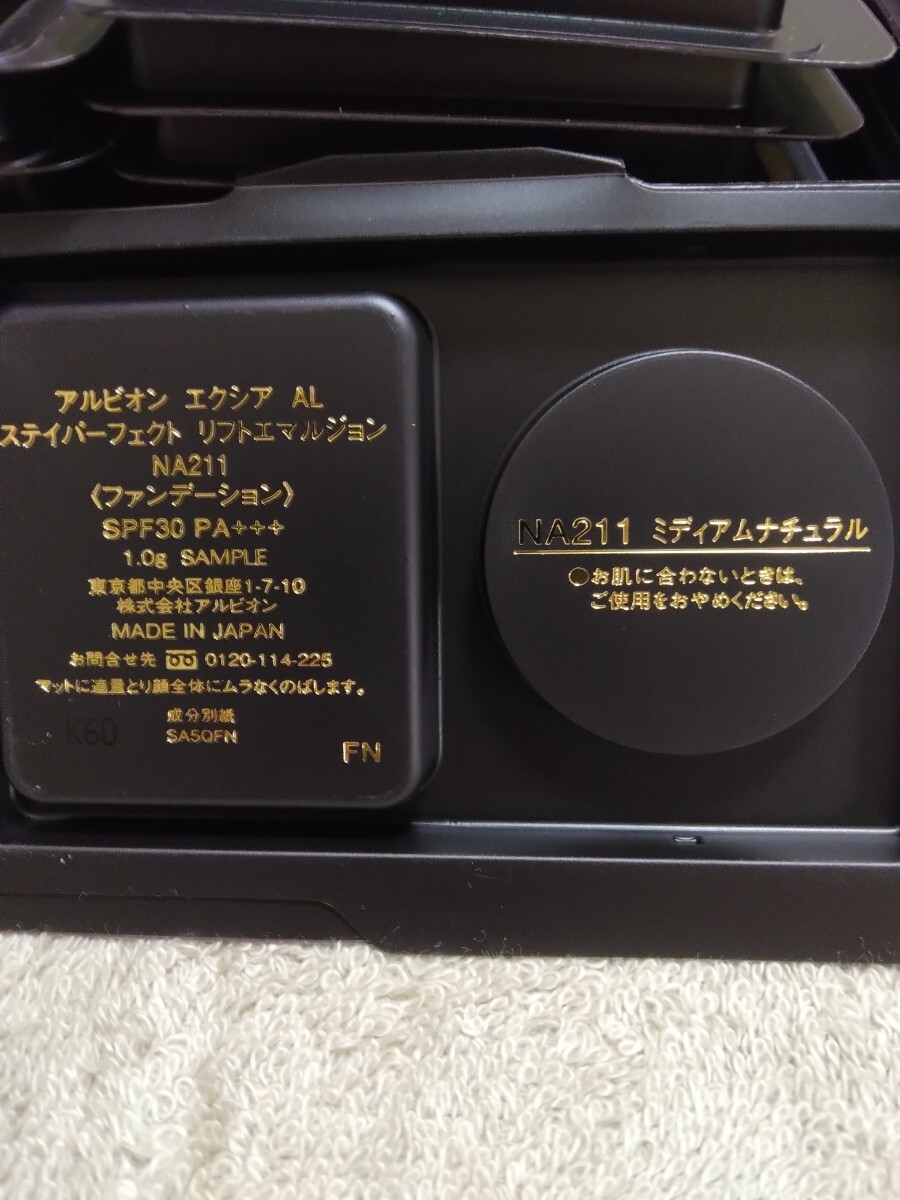 アルビオン エクシア AL
ステイパーフェクト リフトエマルジョン
NA211
〈ファンデーション〉
SPF30 PA+++
1.0g SAMPLE
東京都中央区銀座1-7-10
株式会社アルビオン
MADE IN JAPAN
お問合せ先 0120-114-225
マットに適量とり顔全体にムラなくのばします。
成分別紙
SA5QFN
K60
FN
NA211 ミディアムナチュラル
●お肌に合わないときは、
ご使用をおやめください。